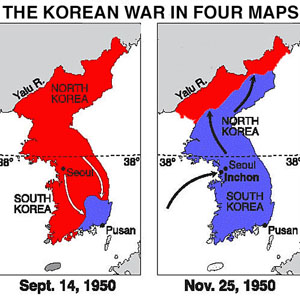 THE KOREAN WAR IN FOUR MAPS
Yalu R.
NORTH
KOREA
38°
38°
Seoul
SOUTH
KOREA
Pusan
Sept. 14, 1950
Yalu R.
NORTH
KOREA
38°
Seoul
Inchon
SOUTH
KOREA
Pusan
Nov. 25, 1950